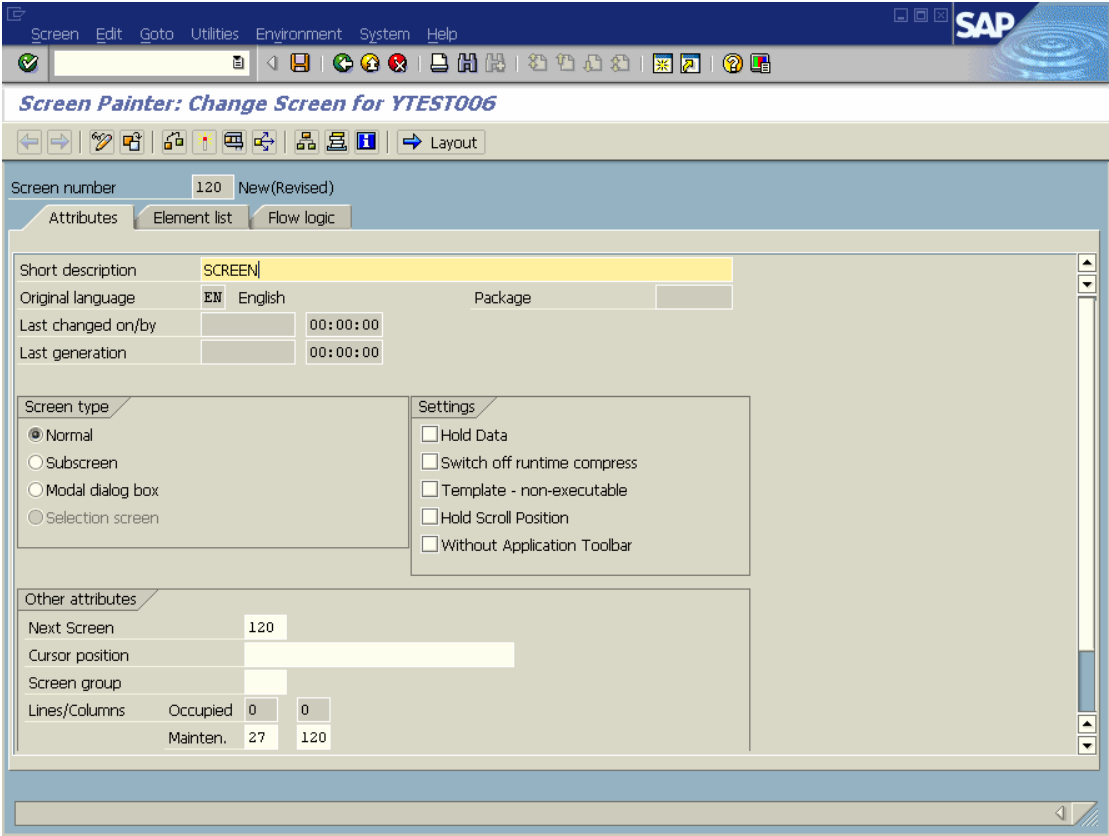 Screen Edit Goto Utilities Environment System Help
SAP
Screen Painter: Change Screen for YTEST006
Layout
Screen number 120 New(Revised)
Attributes Element list Flow logic
Short description SCREEN
Original language EN English Package
Last changed on/by 00:00:00
Last generation 00:00:00
Screen type Settings
Normal Hold Data
Subscreen Switch off runtime compress
Modal dialog box Template - non-executable
Selection screen Hold Scroll Position
Without Application Toolbar
Other attributes
Next Screen 120
Cursor position
Screen group
Lines/Columns Occupied 0 0
Mainten. 27 120